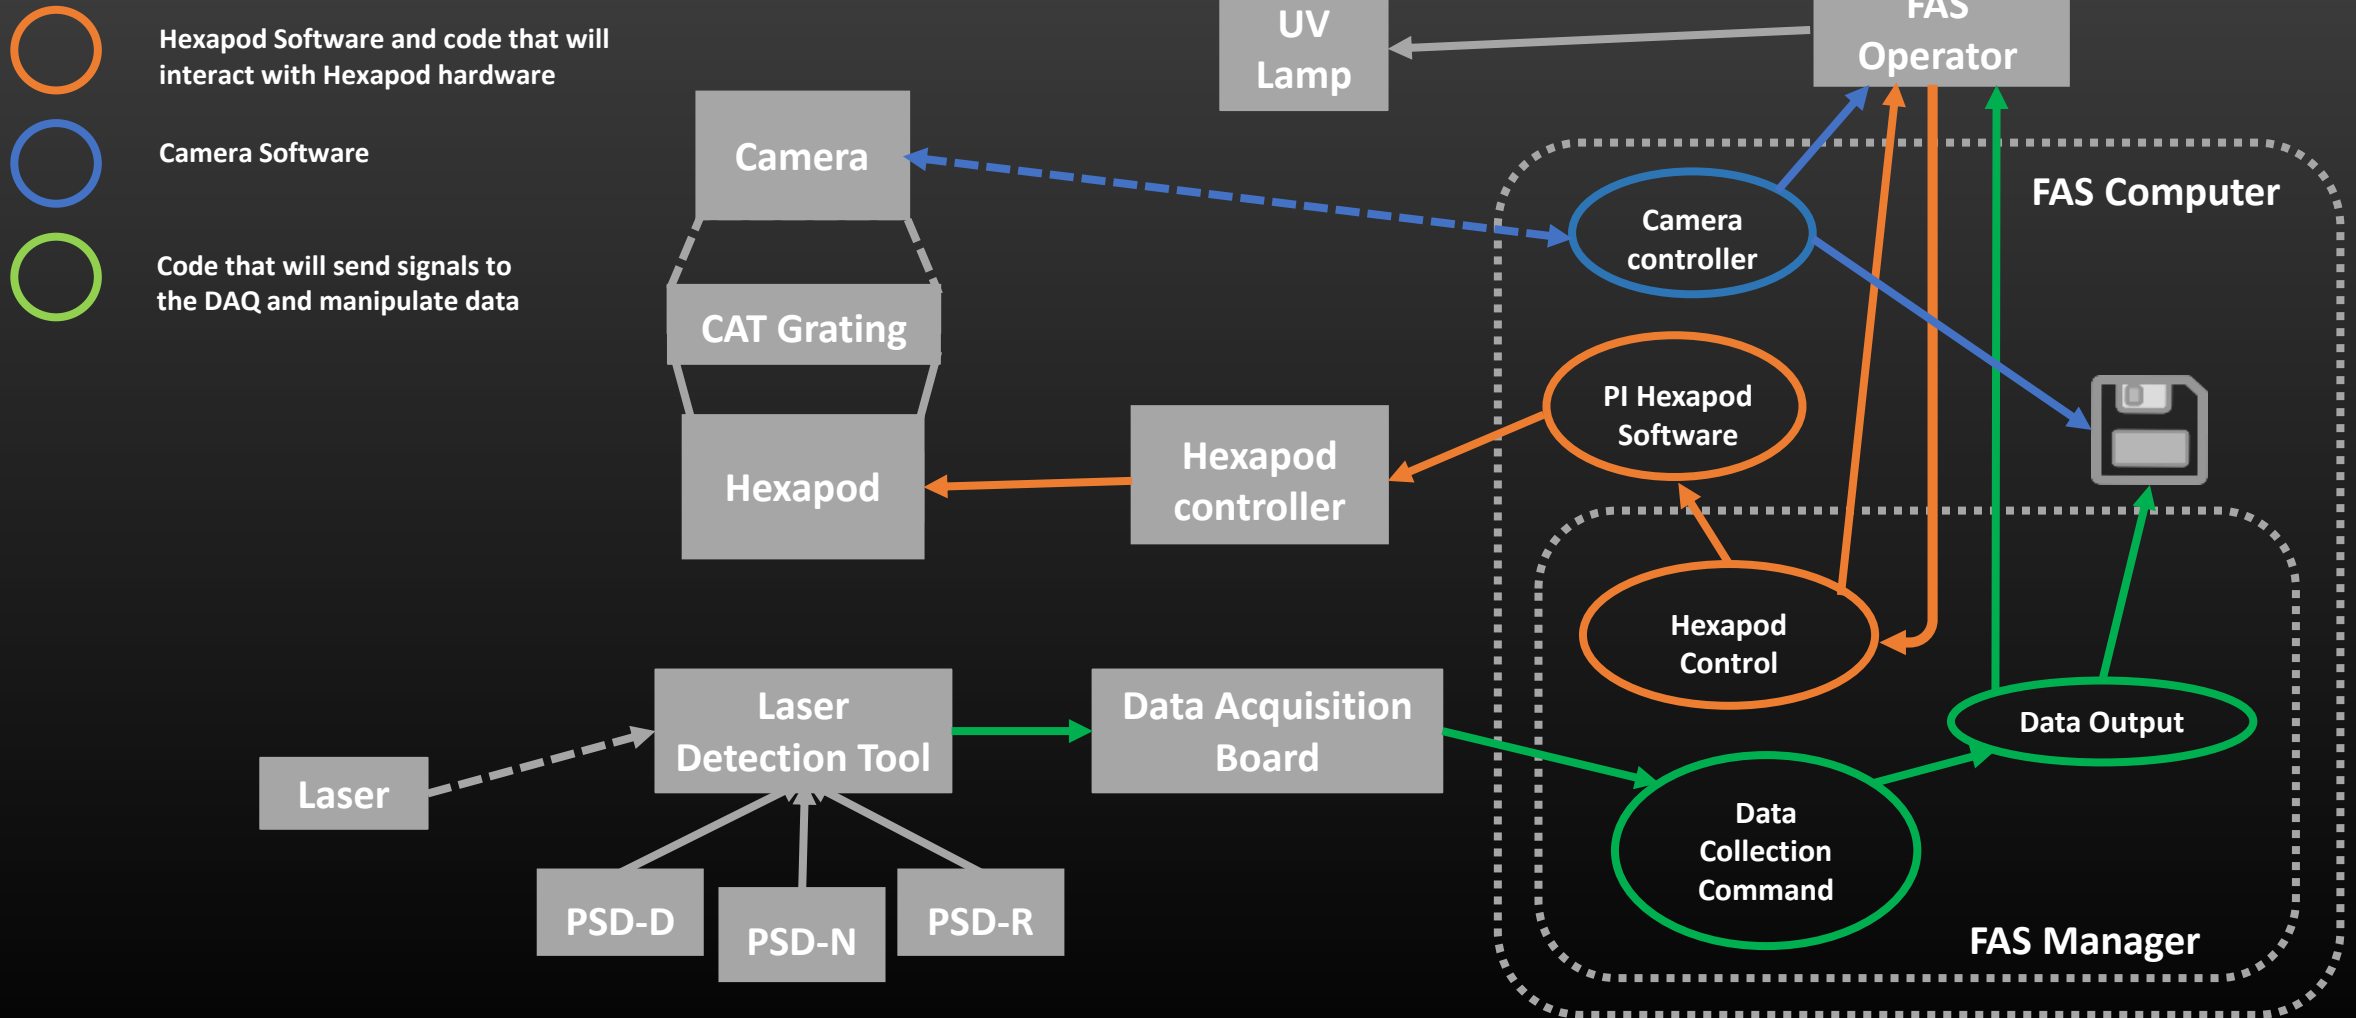 Hexapod Software and code that will
interact with Hexapod hardware
Camera Software
Code that will send signals to
the DAQ and manipulate data
UV
Lamp
FAS
Operator
Camera
CAT Grating
Hexapod
Hexapod
controller
FAS Computer
Camera
controller
PI Hexapod
Software
Hexapod
Control
Data Output
Data
Collection
Command
FAS Manager
Laser
Laser
Detection Tool
Data Acquisition
Board
PSD-D
PSD-N
PSD-R